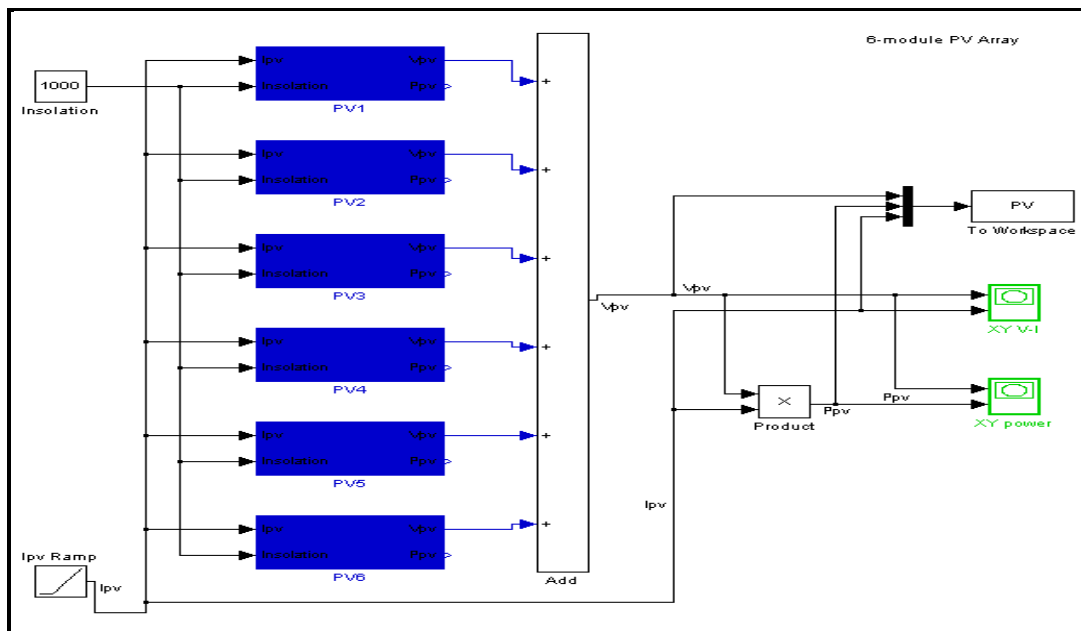 6-module PV Array
1000
Insolation
Ipv
Vpv
Insolation
Ppv
PV1
Ipv
Vpv
Insolation
Ppv
PV2
Ipv
Vpv
Insolation
Ppv
PV3
Ipv
Vpv
Insolation
Ppv
PV4
Ipv
Vpv
Insolation
Ppv
PV5
Ipv
Vpv
Insolation
Ppv
PV6
+
+
+
+
+
+
Add
Vpv
Vpv
PV
To Workspace
XY V-I
X
Product
Ppv
Ppv
XY power
Ipv
Ipv Ramp
Ipv